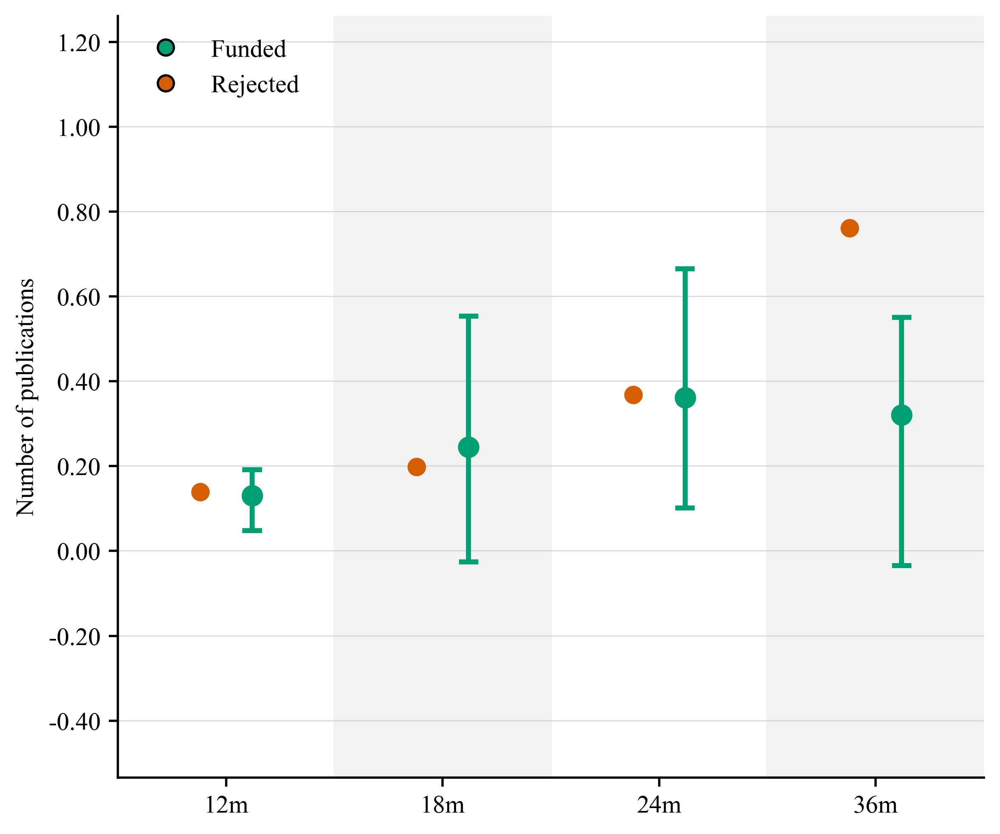 Funded
Rejected
1.20
1.00
0.80
0.60
0.40
0.20
0.00
-0.20
-0.40
Number of publications
12m
18m
24m
36m